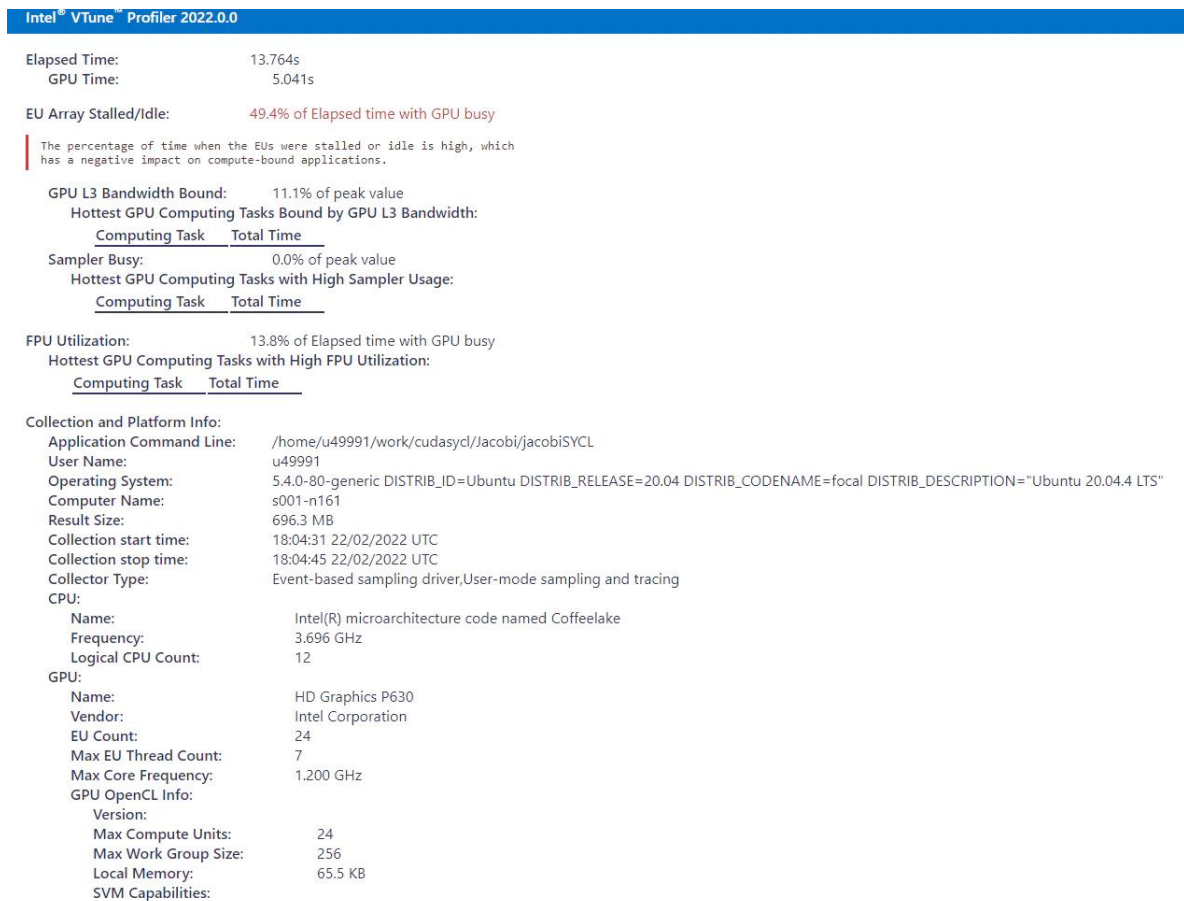 Intel® VTune™ Profiler 2022.0.0
Elapsed Time: 13.764s
GPU Time: 5.041s
EU Array Stalled/Idle: 49.4% of Elapsed time with GPU busy
The percentage of time when the EUs were stalled or idle is high, which
has a negative impact on compute-bound applications.
GPU L3 Bandwidth Bound: 11.1% of peak value
Hottest GPU Computing Tasks Bound by GPU L3 Bandwidth:
Computing Task Total Time
Sampler Busy: 0.0% of peak value
Hottest GPU Computing Tasks with High Sampler Usage:
Computing Task Total Time
FPU Utilization: 13.8% of Elapsed time with GPU busy
Hottest GPU Computing Tasks with High FPU Utilization:
Computing Task Total Time
Collection and Platform Info:
Application Command Line: /home/u49991/work/cudasycl/Jacobi/jacobiSYCL
User Name: u49991
Operating System: 5.4.0-80-generic DISTRIB_ID=Ubuntu DISTRIB_RELEASE=20.04 DISTRIB_CODENAME=focal DISTRIB_DESCRIPTION="Ubuntu 20.04.4 LTS"
Computer Name: s001-n161
Result Size: 696.3 MB
Collection start time: 18:04:31 22/02/2022 UTC
Collection stop time: 18:04:45 22/02/2022 UTC
Collector Type: Event-based sampling driver,User-mode sampling and tracing
CPU:
Name: Intel(R) microarchitecture code named Coffeelake
Frequency: 3.696 GHz
Logical CPU Count: 12
GPU:
Name: HD Graphics P630
Vendor: Intel Corporation
EU Count: 24
Max EU Thread Count: 7
Max Core Frequency: 1.200 GHz
GPU OpenCL Info:
Version:
Max Compute Units: 24
Max Work Group Size: 256
Local Memory: 65.5 KB
SVM Capabilities: